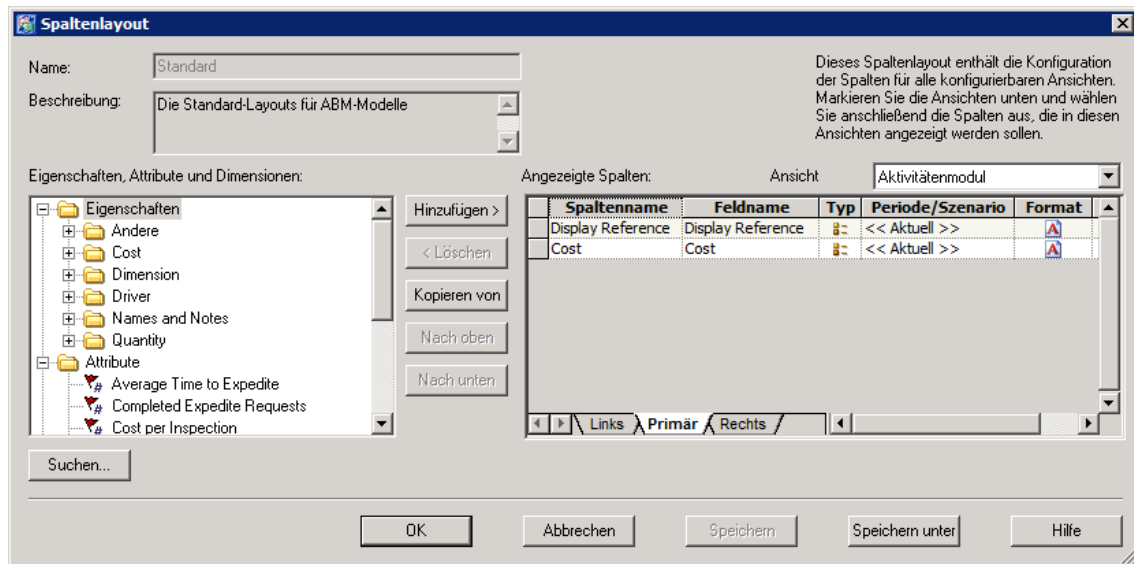 Spaltenlayout
Name:
Standard
Beschreibung:
Die Standard-Layouts für ABM-Modelle
Dieses Spaltenlayout enthält die Konfiguration
der Spalten für alle konfigurierbaren Ansichten.
Markieren Sie die Ansichten unten und wählen
Sie anschließend die Spalten aus, die in diesen
Ansichten angezeigt werden sollen.
Eigenschaften, Attribute und Dimensionen:
Eigenschaften
Andere
Cost
Dimension
Driver
Names and Notes
Quantity
Attribute
Average Time to Expedite
Completed Expedite Requests
Cost per Inspection
Hinzufügen >
< Löschen
Kopieren von
Nach oben
Nach unten
Angezeigte Spalten: Ansicht Aktivitätenmodul
Spaltenname Feldname Typ Periode/Szenario Format
Display Reference Display Reference << Aktuell >> A
Cost Cost << Aktuell >> A
Links Primär Rechts
Suchen...
OK Abbrechen Speichern Speichern unter Hilfe